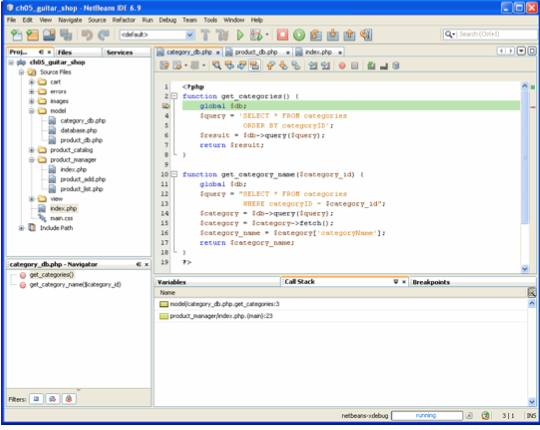 ch05_guitar_shop - NetBeans IDE 6.9
File Edit View Navigate Source Refactor Run Debug Team Tools Window Help
<default>
Search (Ctrl+I)
Proj... Files Services
category_db.php product_db.php index.php
ch05_guitar_shop
Source Files
cart
errors
images
model
category_db.php
database.php
product_db.php
product_catalog
product_manager
index.php
product_add.php
product_list.php
view
index.php
main.css
Include Path
1 <?php
2 function get_categories() {
global $db;
4 $query = 'SELECT * FROM categories
5 ORDER BY categoryID';
6 $result = $db->query($query);
7 return $result;
8 }
9
10 function get_category_name($category_id) {
11 global $db;
12 $query = "SELECT * FROM categories
13 WHERE categoryID = $category_id";
14 $category = $db->query($query);
15 $category = $category->fetch();
16 $category_name = $category['categoryName'];
17 return $category_name;
18 }
19 ?>
category_db.php - Navigator
get_categories()
get_category_name($category_id)
Filters:
Variables Call Stack Breakpoints
Name
model/category_db.php.get_categories:3
product_manager/index.php.{main}:23
netbeans-xdebug running 3|1 INS